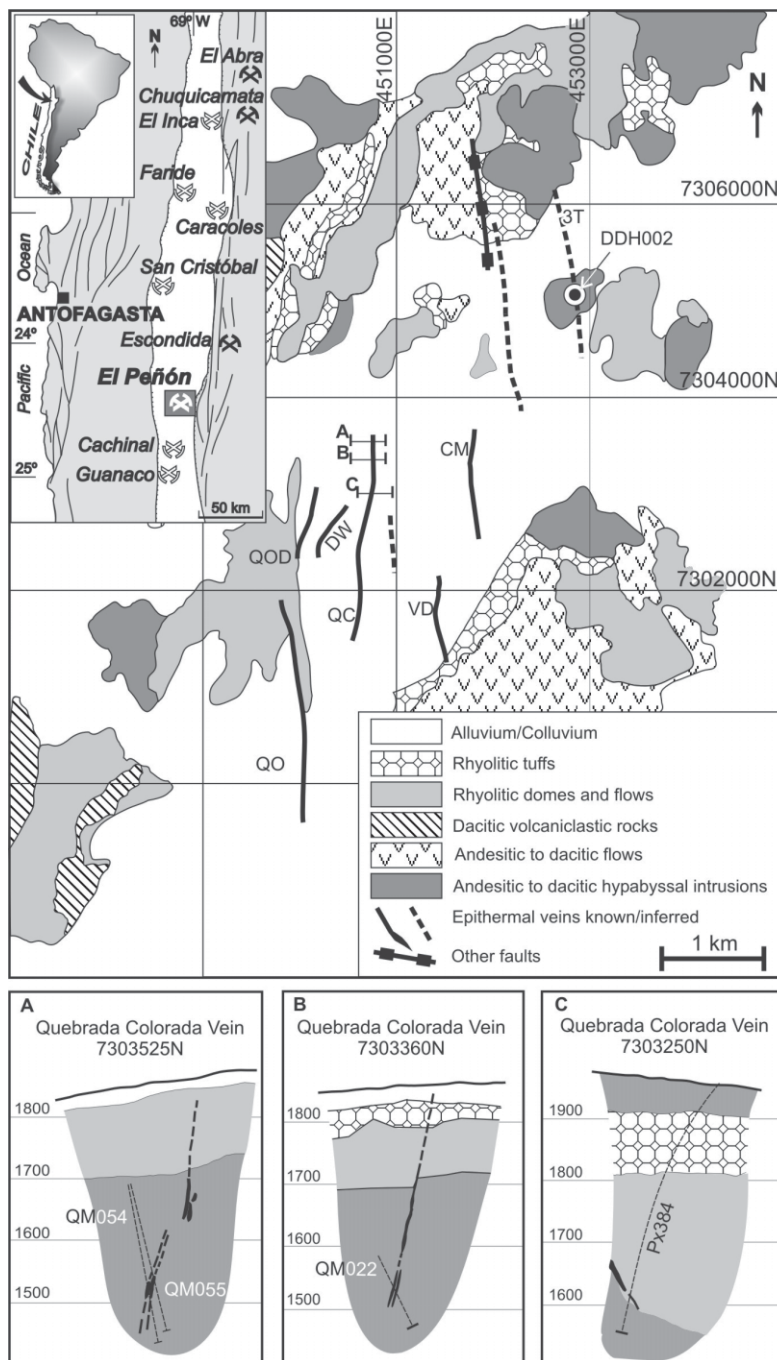 69º W
N
El Abra
Chuquicamata
El Inca
Faride
Caracoles
San Cristóbal
ANTOFAGASTA
24º
Escondida
El Peñón
Cachinal
Guanaco
25º
50 km
CHILE
Ocean
Pacific
451000E
453000E
N
7306000N
3T
DDH002
7304000N
A
B
C
CM
DW
QOD
7302000N
QC
VD
QO
Alluvium/Colluvium
Rhyolitic tuffs
Rhyolitic domes and flows
Dacitic volcaniclastic rocks
Andesitic to dacitic flows
Andesitic to dacitic hypabyssal intrusions
Epithermal veins known/inferred
Other faults
1 km
A
Quebrada Colorada Vein
7303525N
1800
1700
QM054
1600
QM055
1500
B
Quebrada Colorada Vein
7303360N
1800
1700
1600
QM022
1500
C
Quebrada Colorada Vein
7303250N
1900
1800
Px384
1700
1600